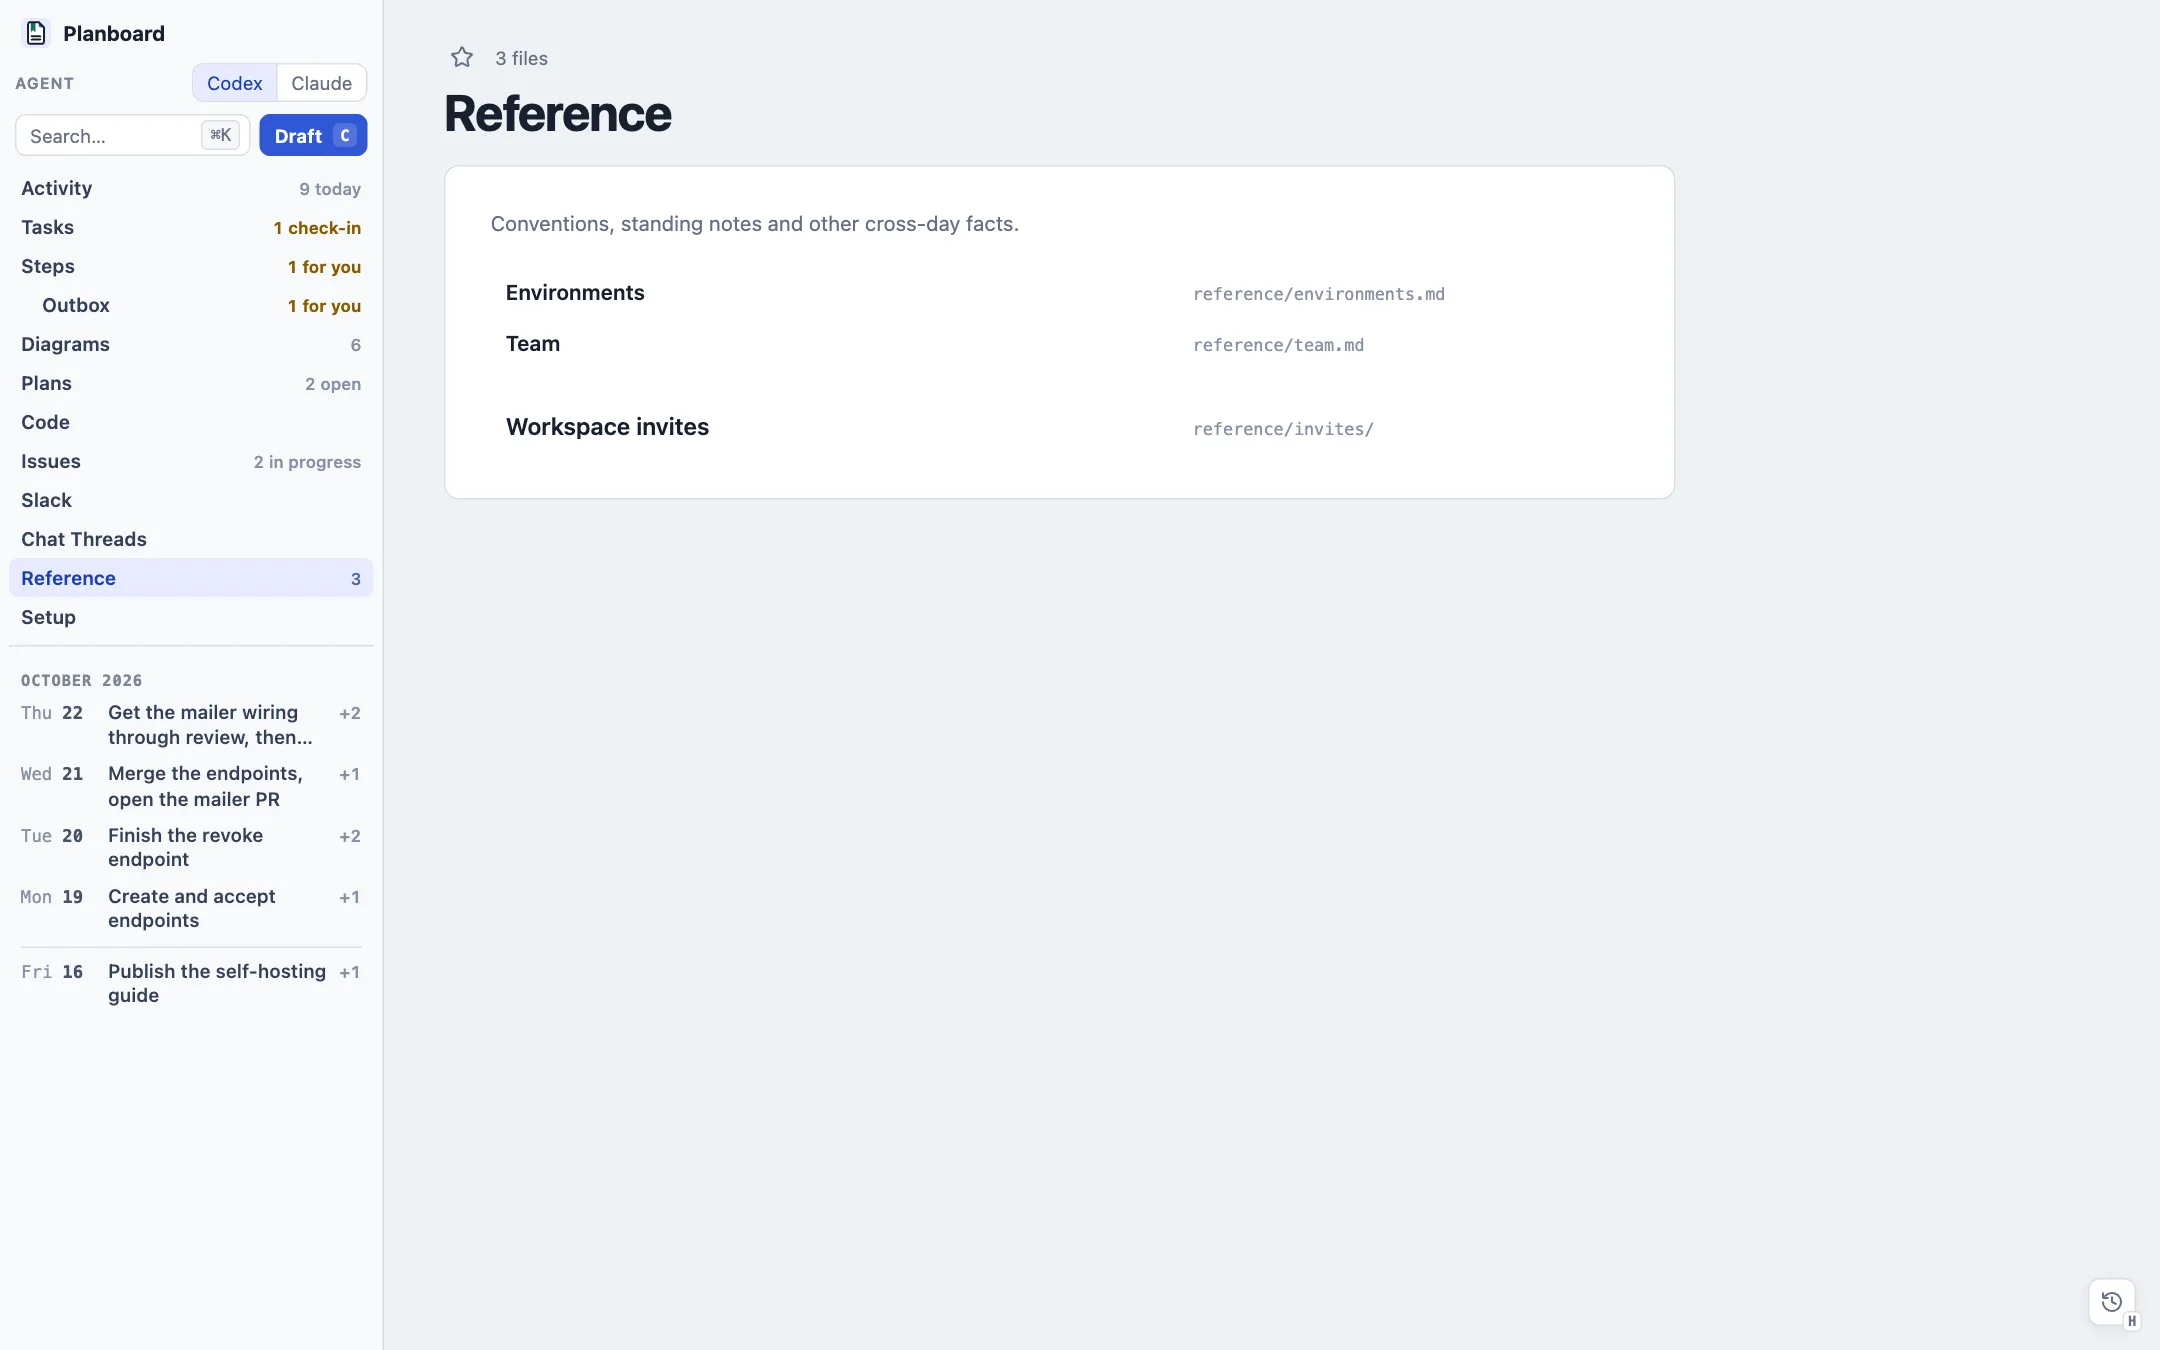 Planboard
AGENT
Codex
Claude
Search...
⌘K
Draft C
Activity 9 today
Tasks 1 check-in
Steps 1 for you
Outbox 1 for you
Diagrams 6
Plans 2 open
Code
Issues 2 in progress
Slack
Chat Threads
Reference 3
Setup
OCTOBER 2026
Thu 22 Get the mailer wiring +2
through review, then...
Wed 21 Merge the endpoints, +1
open the mailer PR
Tue 20 Finish the revoke +2
endpoint
Mon 19 Create and accept +1
endpoints
Fri 16 Publish the self-hosting +1
guide
3 files
Reference
Conventions, standing notes and other cross-day facts.
Environments reference/environments.md
Team reference/team.md
Workspace invites reference/invites/
H